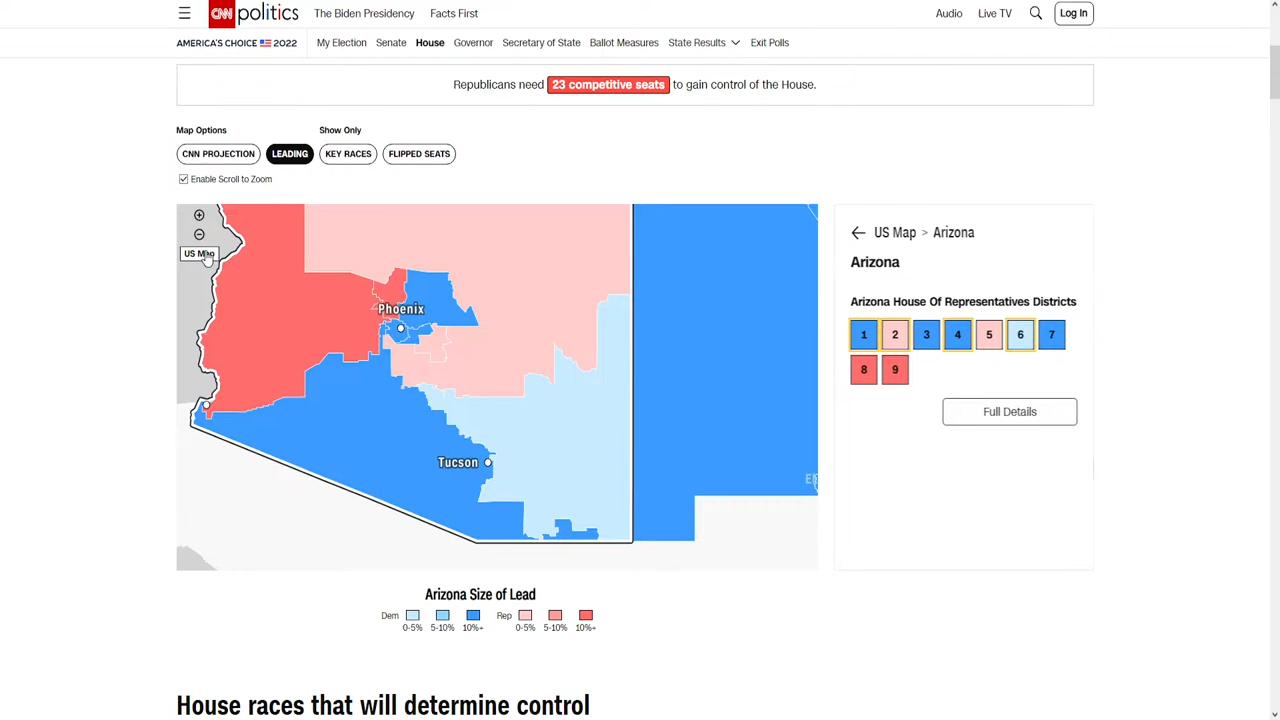 CNN politics The Biden Presidency Facts First Audio Live TV Log In
AMERICA'S CHOICE 2022 My Election Senate House Governor Secretary of State Ballot Measures State Results Exit Polls
Republicans need 23 competitive seats to gain control of the House.
Map Options Show Only
CNN PROJECTION LEADING KEY RACES FLIPPED SEATS
Enable Scroll to Zoom
US Map
Phoenix
Tucson
US Map > Arizona
Arizona
Arizona House Of Representatives Districts
1 2 3 4 5 6 7
8 9
Full Details
Arizona Size of Lead
Dem Rep
0-5% 5-10% 10%+ 0-5% 5-10% 10%+
House races that will determine control